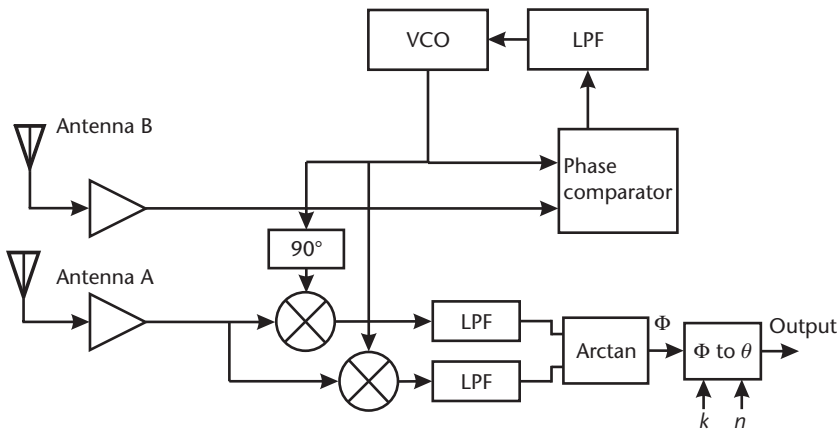 VCO
LPF
Antenna B
Phase
comparator
90°
Antenna A
LPF
LPF
Arctan
Φ
Φ to θ
Output
k
n